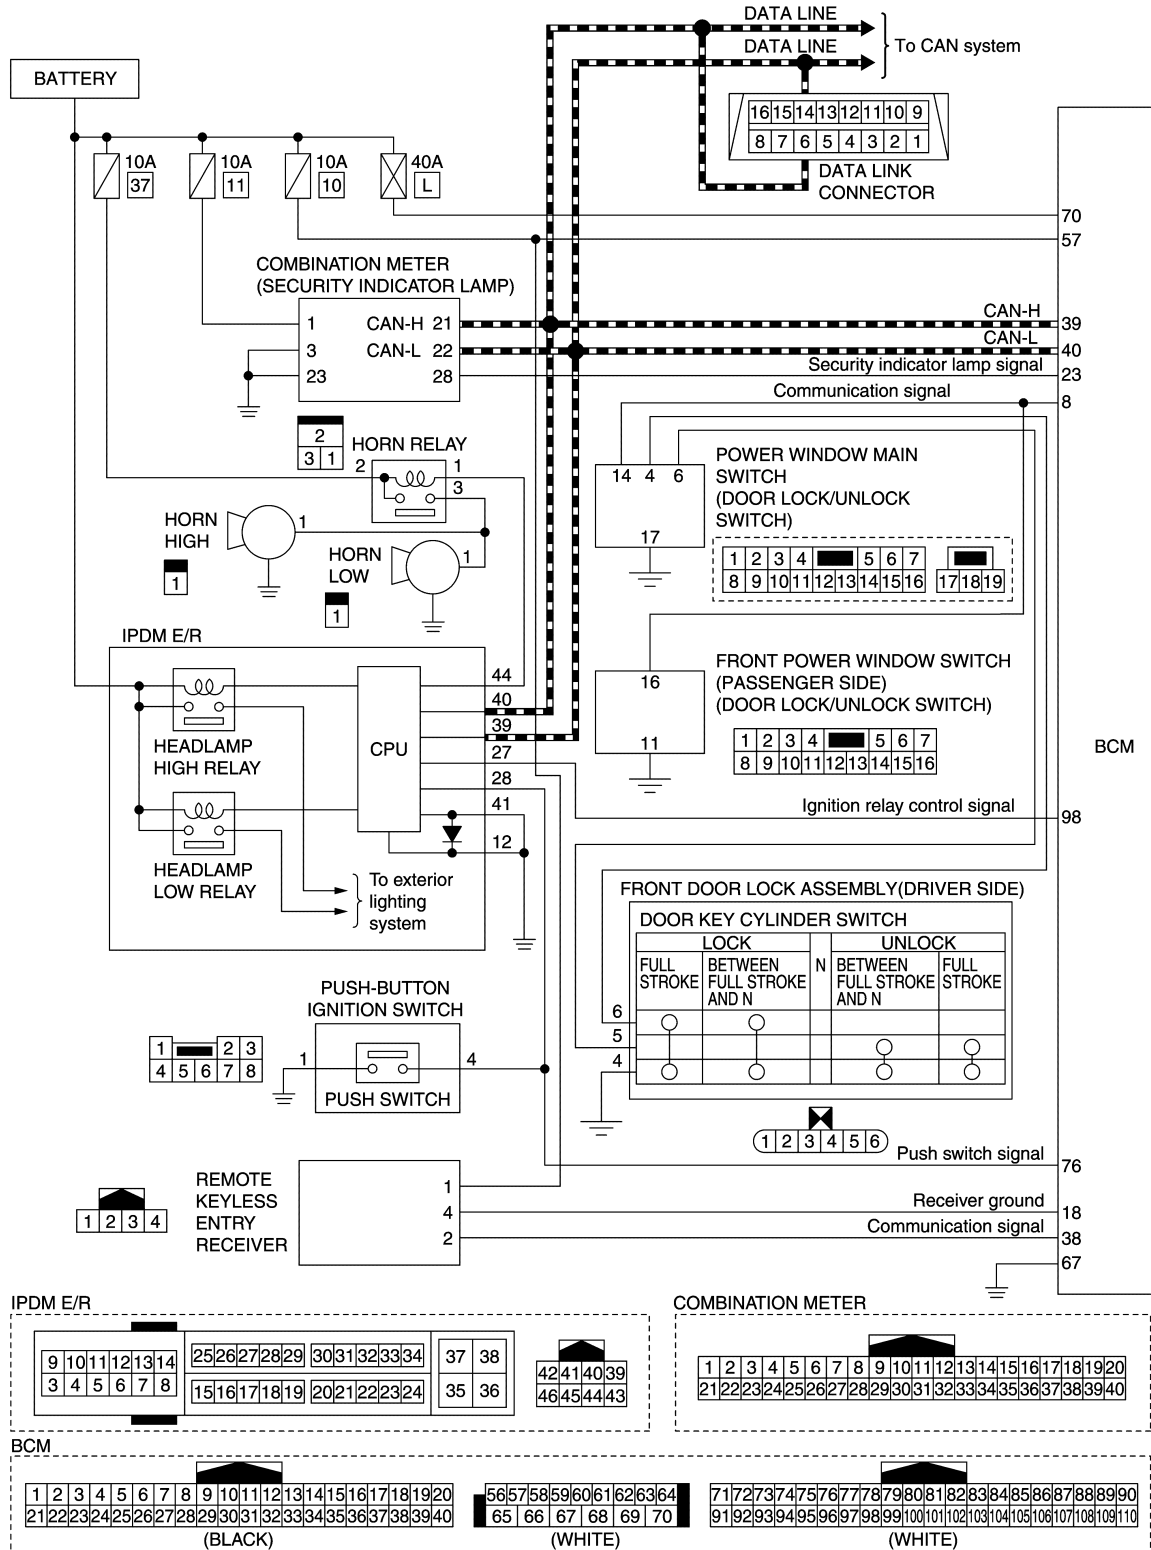 DATA LINE
DATA LINE
To CAN system
BATTERY
16 15 14 13 12 11 10 9
8 7 6 5 4 3 2 1
DATA LINK
CONNECTOR
10A
37
10A
11
10A
10
40A
L
70
57
COMBINATION METER
(SECURITY INDICATOR LAMP)
1
3
23
CAN-H 21
CAN-L 22
28
CAN-H
39
CAN-L
40
Security indicator lamp signal
23
Communication signal
8
2
3 1
HORN RELAY
2
1
3
HORN
HIGH
1
1
HORN
LOW
1
1
14 4 6
17
POWER WINDOW MAIN
SWITCH
(DOOR LOCK/UNLOCK
SWITCH)
1 2 3 4 5 6 7
8 9 10 11 12 13 14 15 16
17 18 19
IPDM E/R
CPU
44
40
39
27
28
41
12
HEADLAMP
HIGH RELAY
HEADLAMP
LOW RELAY
To exterior
lighting
system
16
11
FRONT POWER WINDOW SWITCH
(PASSENGER SIDE)
(DOOR LOCK/UNLOCK SWITCH)
1 2 3 4 5 6 7
8 9 10 11 12 13 14 15 16
BCM
Ignition relay control signal
98
FRONT DOOR LOCK ASSEMBLY(DRIVER SIDE)
DOOR KEY CYLINDER SWITCH
LOCK
UNLOCK
FULL
STROKE
BETWEEN
FULL STROKE
AND N
N
BETWEEN
FULL STROKE
AND N
FULL
STROKE
6
5
4
1 2 3 4 5 6
PUSH-BUTTON
IGNITION SWITCH
1
4
PUSH SWITCH
1 2 3
4 5 6 7 8
Push switch signal
76
REMOTE
KEYLESS
ENTRY
RECEIVER
1
4
2
1 2 3 4
Receiver ground
18
Communication signal
38
67
IPDM E/R
9 10 11 12 13 14
3 4 5 6 7 8
25 26 27 28 29 30 31 32 33 34
15 16 17 18 19 20 21 22 23 24
37 38
35 36
42 41 40 39
46 45 44 43
COMBINATION METER
1 2 3 4 5 6 7 8 9 10 11 12 13 14 15 16 17 18 19 20
21 22 23 24 25 26 27 28 29 30 31 32 33 34 35 36 37 38 39 40
BCM
1 2 3 4 5 6 7 8 9 10 11 12 13 14 15 16 17 18 19 20
21 22 23 24 25 26 27 28 29 30 31 32 33 34 35 36 37 38 39 40
(BLACK)
56 57 58 59 60 61 62 63 64
65 66 67 68 69 70
(WHITE)
71 72 73 74 75 76 77 78 79 80 81 82 83 84 85 86 87 88 89 90
91 92 93 94 95 96 97 98 99 100 101 102 103 104 105 106 107 108 109 110
(WHITE)